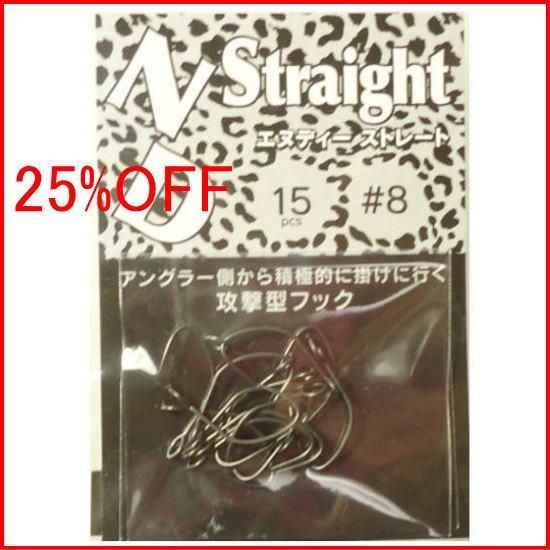 ND Straight
エヌディー ストレート
25%OFF
15
pcs
#8
アングラー側から積極的に掛けに行く
攻撃型フック